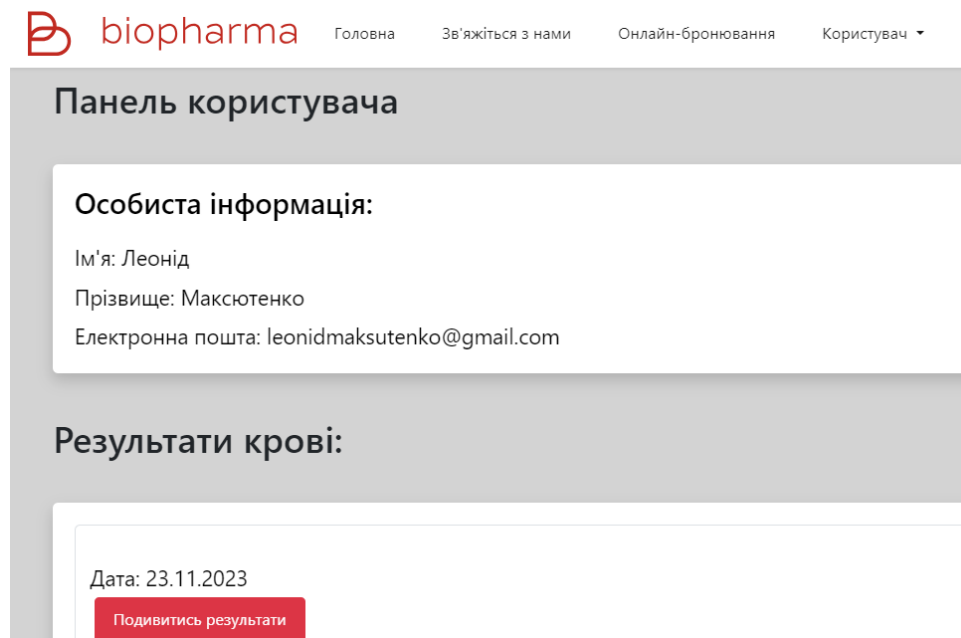 biopharma Головна Зв'яжіться з нами Онлайн-бронювання Користувач
Панель користувача
Особиста інформація:
Ім'я: Леонід
Прізвище: Максютенко
Електронна пошта: leonidmaksutenko@gmail.com
Результати крові:
Дата: 23.11.2023
Подивитись результати